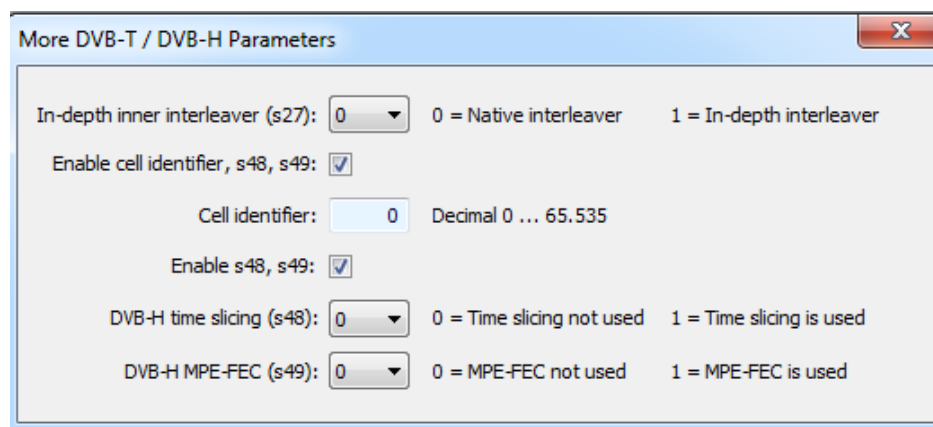 More DVB-T / DVB-H Parameters
In-depth inner interleaver (s27): 0 0 = Native interleaver 1 = In-depth interleaver
Enable cell identifier, s48, s49:
Cell identifier: 0 Decimal 0 ... 65.535
Enable s48, s49:
DVB-H time slicing (s48): 0 0 = Time slicing not used 1 = Time slicing is used
DVB-H MPE-FEC (s49): 0 0 = MPE-FEC not used 1 = MPE-FEC is used